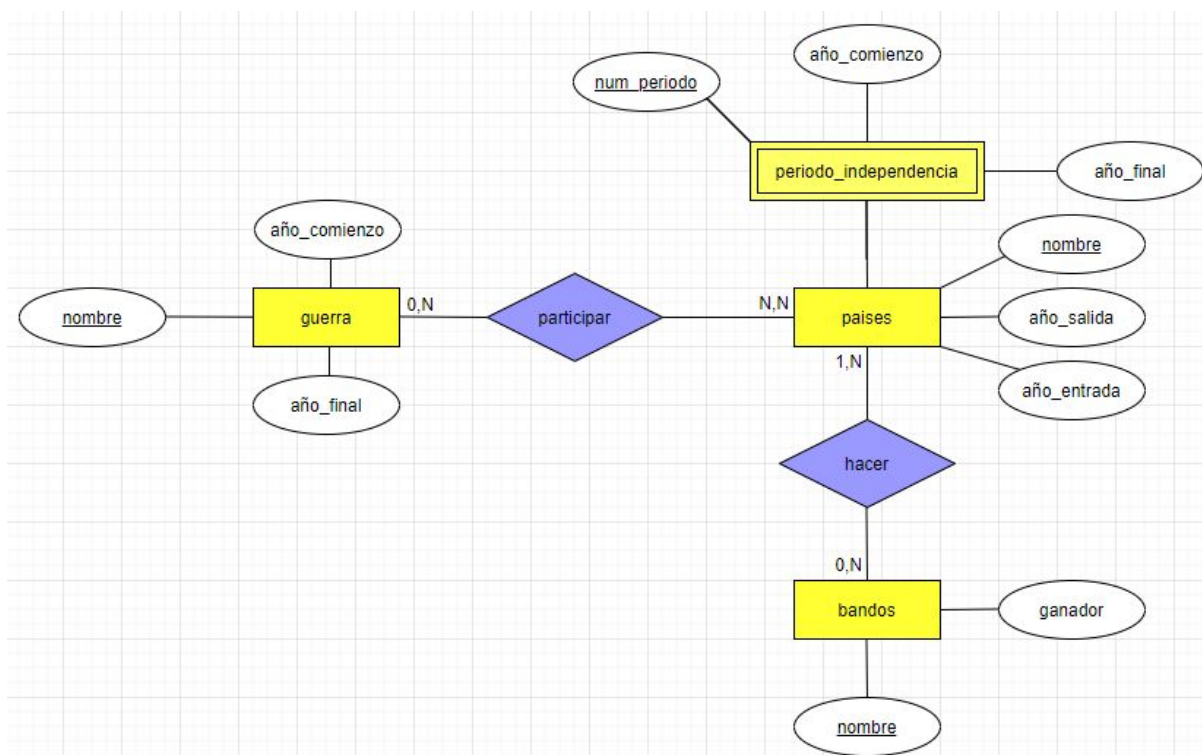 año_comienzo
num_periodo
periodo_independencia
año_final
año_comienzo
nombre
nombre
guerra
0,N
participar
N,N
paises
año_salida
1,N
año_entrada
año_final
hacer
0,N
bandos
ganador
nombre